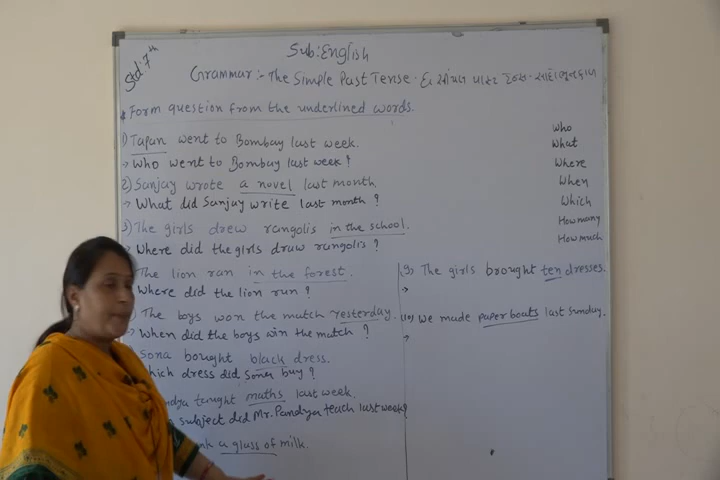 Std: 7th
Sub: English
Grammar :- The Simple Past Tense.
* Form question from the underlined words.
1) Tapan went to Bombay last week.
→ Who went to Bombay last week?
2) Sanjay wrote a novel last month.
→ What did Sanjay write last month?
3) The girls drew rangolis in the school.
→ Where did the girls draw rangolis?
The lion ran in the forest.
Where did the lion run?
The boys won the match yesterday.
When did the boys win the match?
Sona bought black dress.
which dress did Sona buy?
taught maths last week.
subject did Mr. Pandya teach last week?
a glass of milk.
Who
What
Where
When
Which
How many
How much
9) The girls brought ten dresses.
→
10) We made paper boats last Sunday.
→